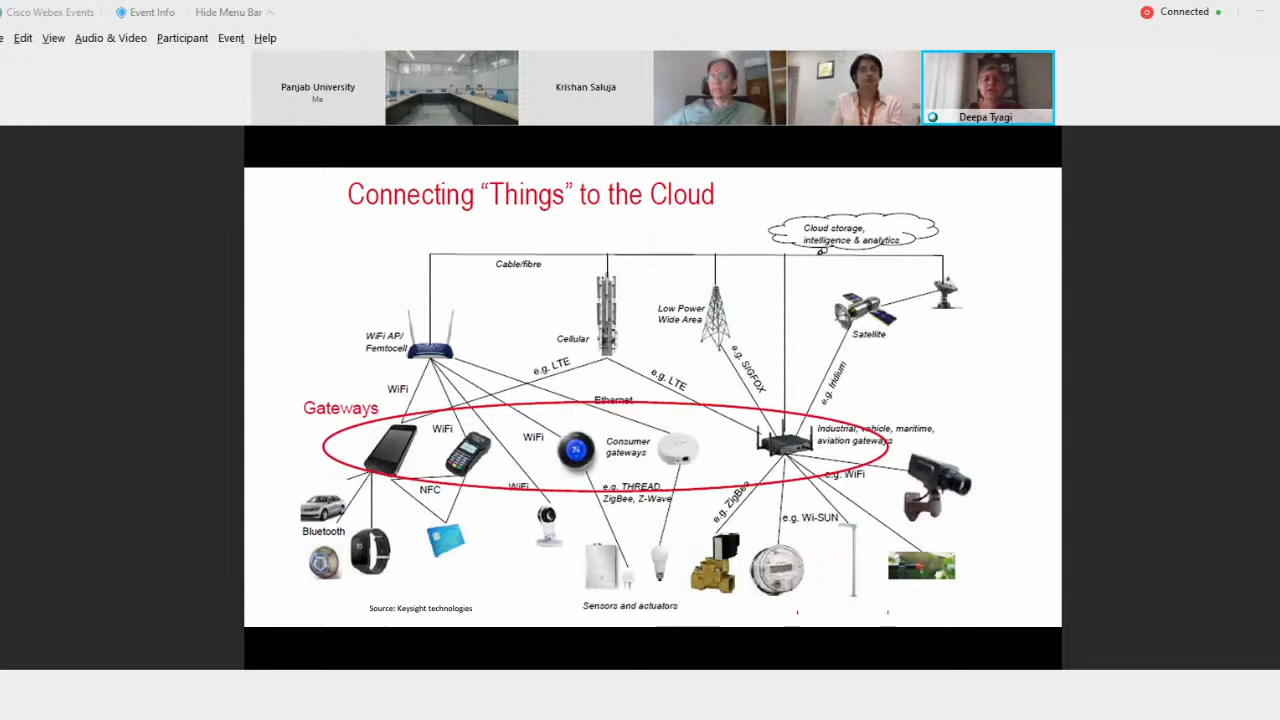 Cisco Webex Events
Event Info
Hide Menu Bar
Connected
e Edit View Audio & Video Participant Event Help
Panjab University
Me
Krishan Saluja
Deepa Tyagi
Connecting “Things” to the Cloud
Cloud storage,
intelligence & analytics
Cable/fibre
WiFi AP/
Femtocell
Cellular
Low Power
Wide Area
Satellite
e.g. LTE
e.g. LTE
e.g. SIGFOX
e.g. Iridium
WiFi
Ethernet
Gateways
WiFi
WiFi
Consumer
gateways
Industrial, vehicle, maritime,
aviation gateways
74
NFC
WiFi
e.g. THREAD,
ZigBee, Z-Wave
e.g. ZigBee
e.g. WiFi
e.g. Wi-SUN
Bluetooth
10
Sensors and actuators
Source: Keysight technologies